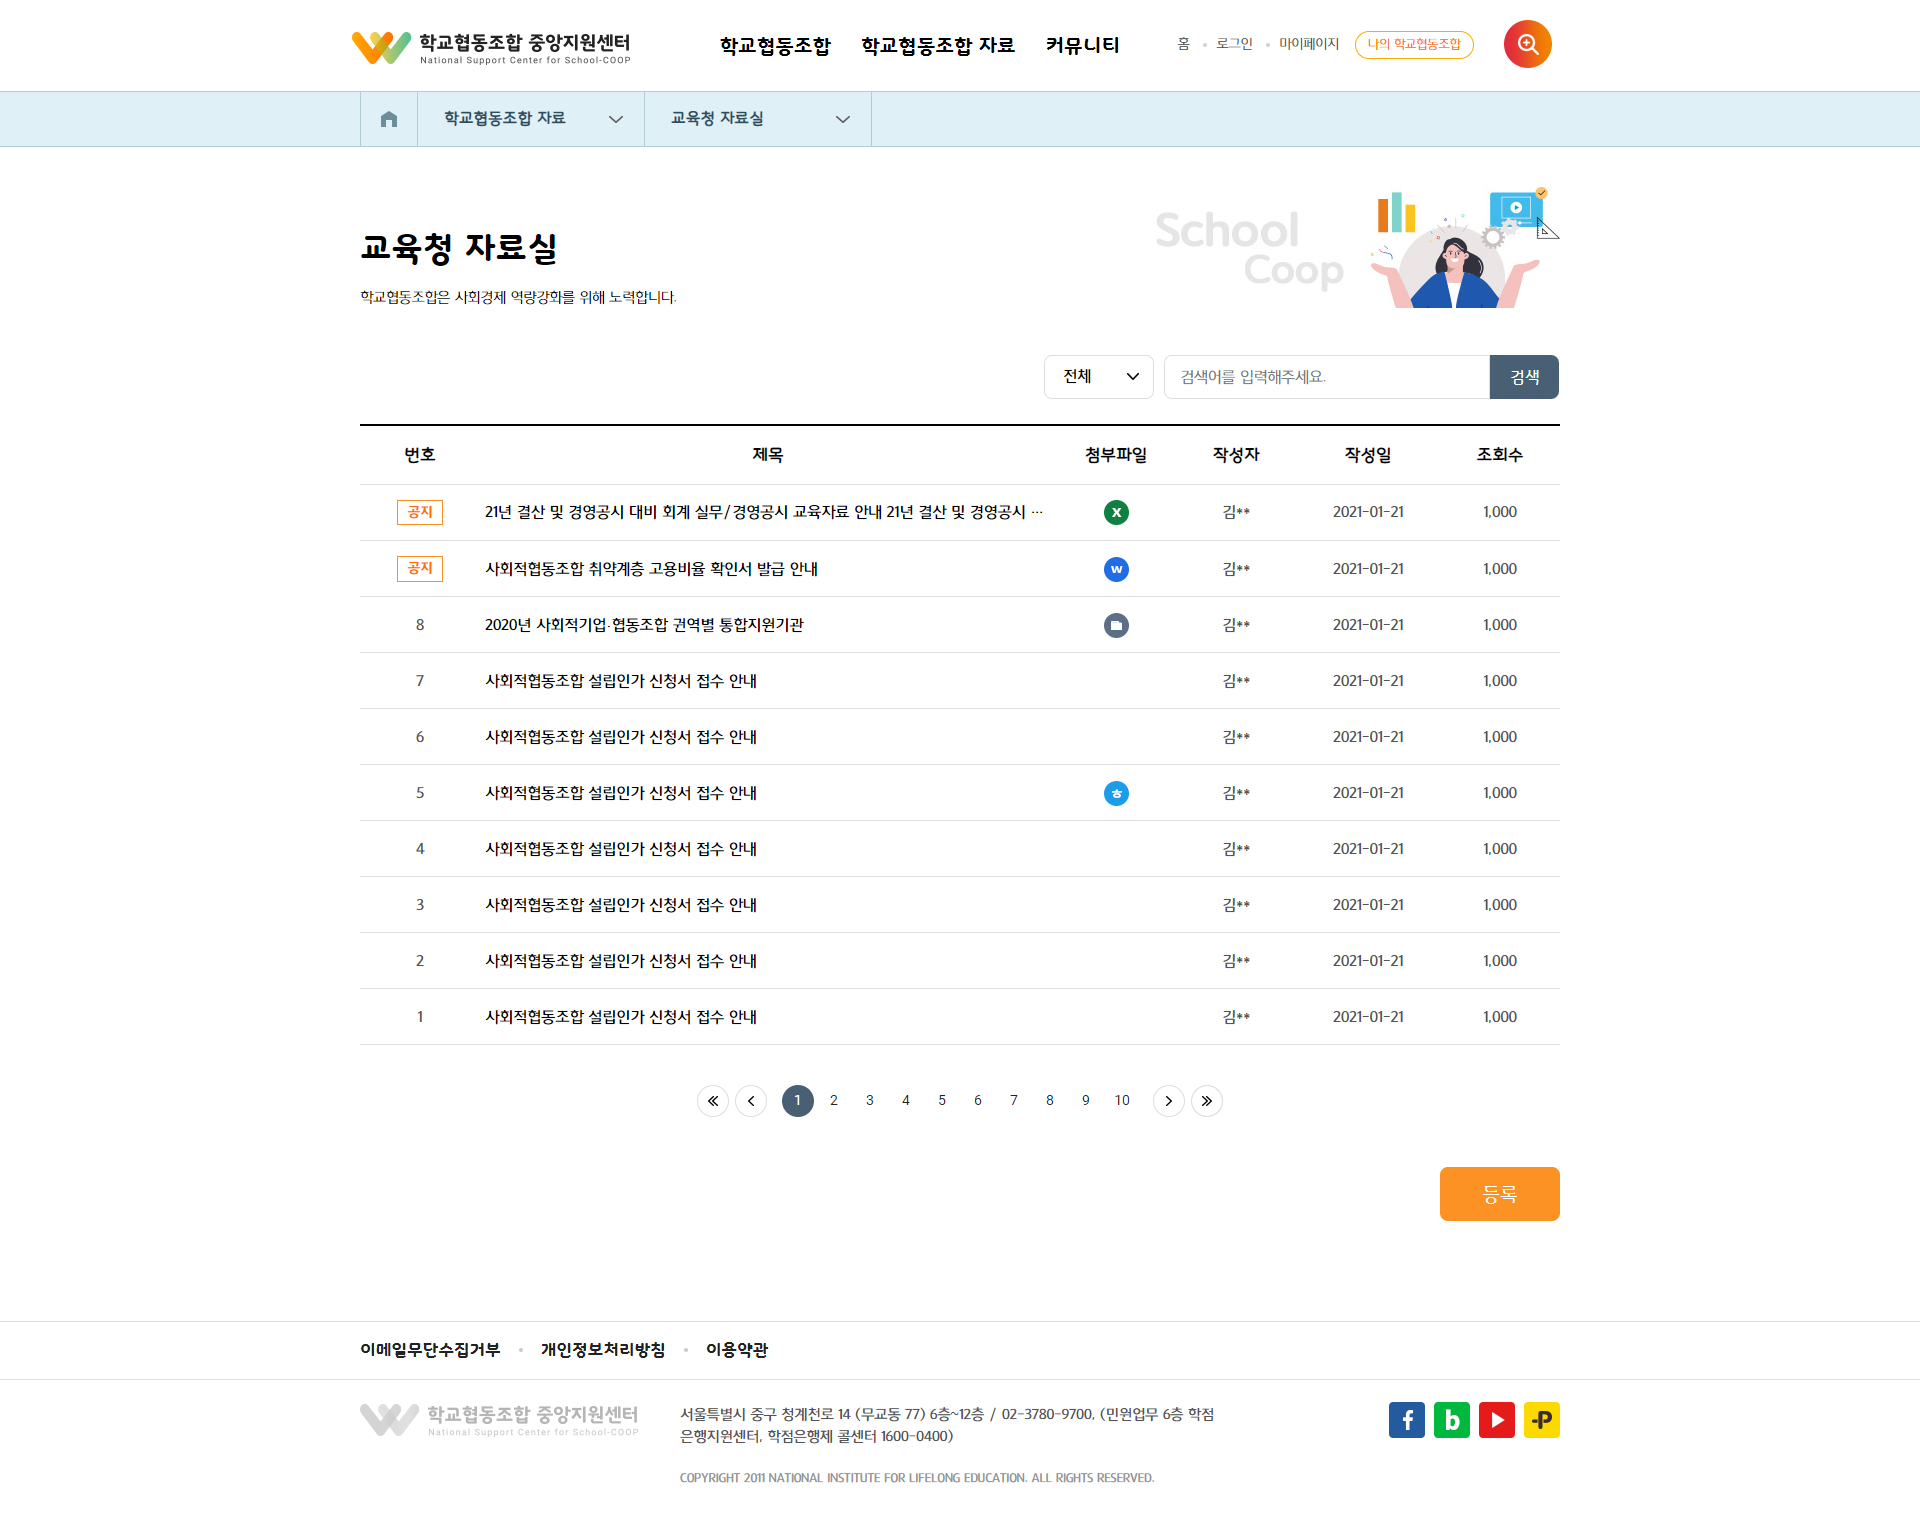 학교협동조합 중앙지원센터
National Support Center for School-COOP
학교협동조합 학교협동조합 자료 커뮤니티
홈 로그인 마이페이지 나의 학교협동조합
학교협동조합 자료 교육청 자료실
School
Coop
교육청 자료실
학교협동조합은 사회경제 역량강화를 위해 노력합니다.
전체 검색어를 입력해주세요. 검색
번호 제목 첨부파일 작성자 작성일 조회수
공지 21년 결산 및 경영공시 대비 회계 실무/경영공시 교육자료 안내 21년 결산 및 경영공시 ... X 김** 2021-01-21 1,000
공지 사회적협동조합 취약계층 고용비율 확인서 발급 안내 W 김** 2021-01-21 1,000
8 2020년 사회적기업·협동조합 권역별 통합지원기관 김** 2021-01-21 1,000
7 사회적협동조합 설립인가 신청서 접수 안내 김** 2021-01-21 1,000
6 사회적협동조합 설립인가 신청서 접수 안내 김** 2021-01-21 1,000
5 사회적협동조합 설립인가 신청서 접수 안내 ㅎ 김** 2021-01-21 1,000
4 사회적협동조합 설립인가 신청서 접수 안내 김** 2021-01-21 1,000
3 사회적협동조합 설립인가 신청서 접수 안내 김** 2021-01-21 1,000
2 사회적협동조합 설립인가 신청서 접수 안내 김** 2021-01-21 1,000
1 사회적협동조합 설립인가 신청서 접수 안내 김** 2021-01-21 1,000
1 2 3 4 5 6 7 8 9 10
등록
이메일무단수집거부 개인정보처리방침 이용약관
학교협동조합 중앙지원센터
National Support Center for School-COOP
서울특별시 중구 청계천로 14 (무교동 77) 6층~12층 / 02-3780-9700, (민원업무 6층 학점
은행지원센터, 학점은행제 콜센터 1600-0400)
COPYRIGHT 2011 NATIONAL INSTITUTE FOR LIFELONG EDUCATION. ALL RIGHTS RESERVED.
f b P